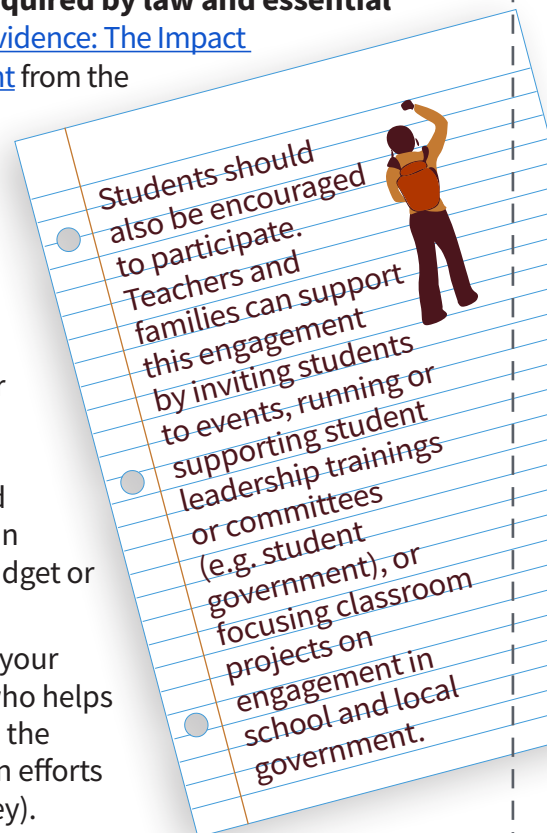 quired by law and essential
vidence: The Impact
nt from the
r
d
n
dget or
your
ho helps
the
n efforts
ey).
Students should
also be encouraged
to participate.
Teachers and
families can support
this engagement
by inviting students
to events, running or
supporting student
leadership trainings
or committees
(e.g. student
government), or
focusing classroom
projects on
engagement in
school and local
government.